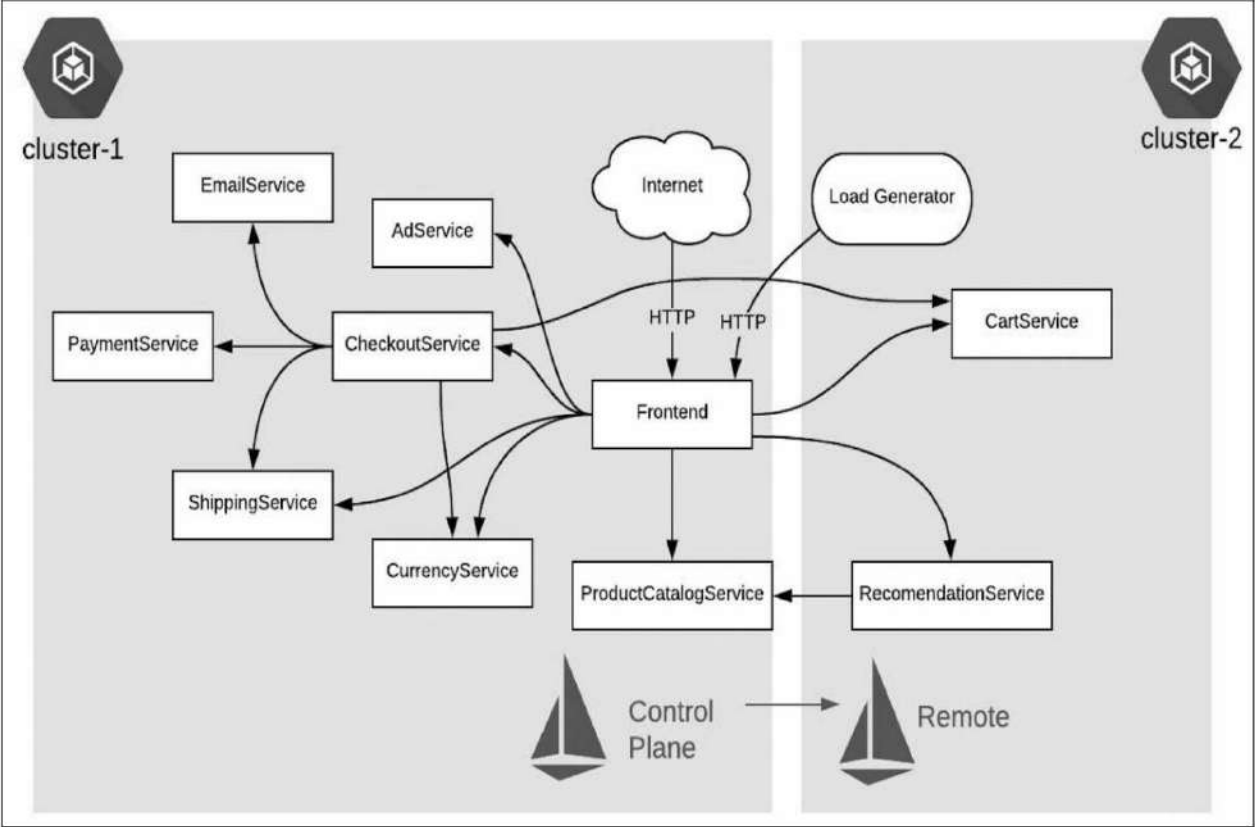 cluster-1
cluster-2
EmailService
Internet
Load Generator
AdService
HTTP
HTTP
CartService
PaymentService
CheckoutService
Frontend
ShippingService
CurrencyService
ProductCatalogService
RecomendationService
Control
Plane
Remote